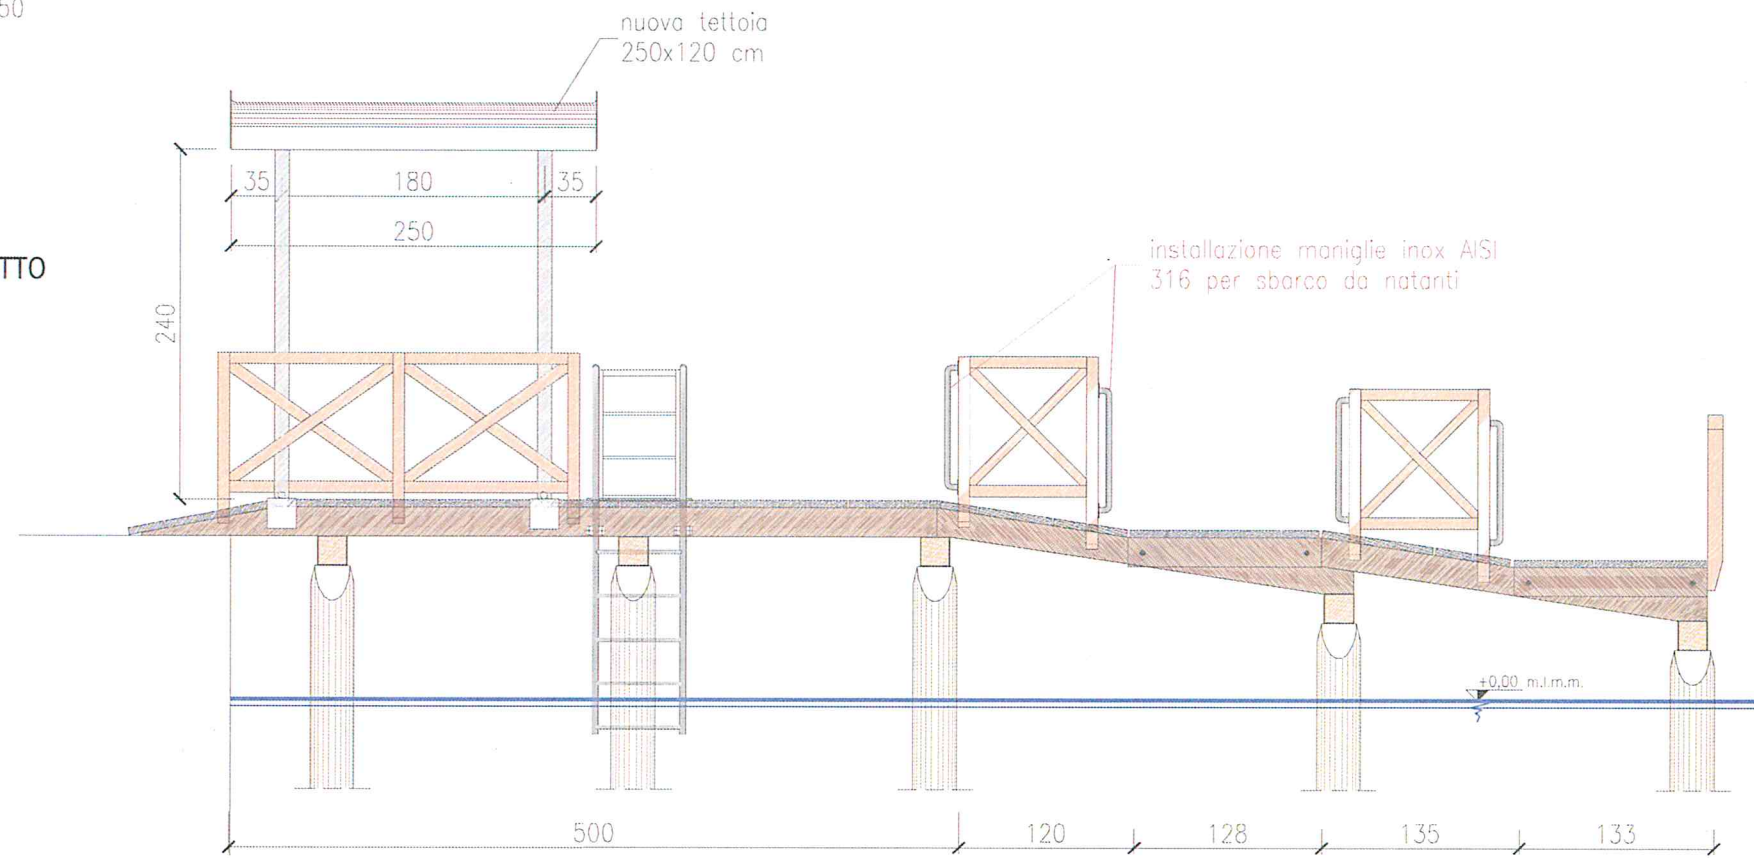 50
nuova tettoia
250x120 cm
35
180
35
250
TTO
installazione maniglie inox AISI
316 per sbarco da natanti
240
+0,00 m.l.m.m.
500
120
128
135
133